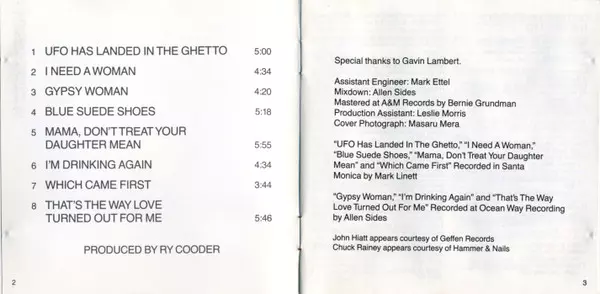 1 UFO HAS LANDED IN THE GHETTO 5:00
2 I NEED A WOMAN 4:34
3 GYPSY WOMAN 4:20
4 BLUE SUEDE SHOES 5:18
5 MAMA, DON'T TREAT YOUR
DAUGHTER MEAN 5:55
6 I'M DRINKING AGAIN 4:34
7 WHICH CAME FIRST 3:44
8 THAT'S THE WAY LOVE
TURNED OUT FOR ME 5:46
PRODUCED BY RY COODER
2
Special thanks to Gavin Lambert.
Assistant Engineer: Mark Ettel
Mixdown: Allen Sides
Mastered at A&M Records by Bernie Grundman
Production Assistant: Leslie Morris
Cover Photograph: Masaru Mera
"UFO Has Landed In The Ghetto," "I Need A Woman,"
"Blue Suede Shoes," "Mama, Don't Treat Your Daughter
Mean" and "Which Came First" Recorded in Santa
Monica by Mark Linett
"Gypsy Woman," "I'm Drinking Again" and "That's The Way
Love Turned Out For Me" Recorded at Ocean Way Recording
by Allen Sides
John Hiatt appears courtesy of Geffen Records
Chuck Rainey appears courtesy of Hammer & Nails
3